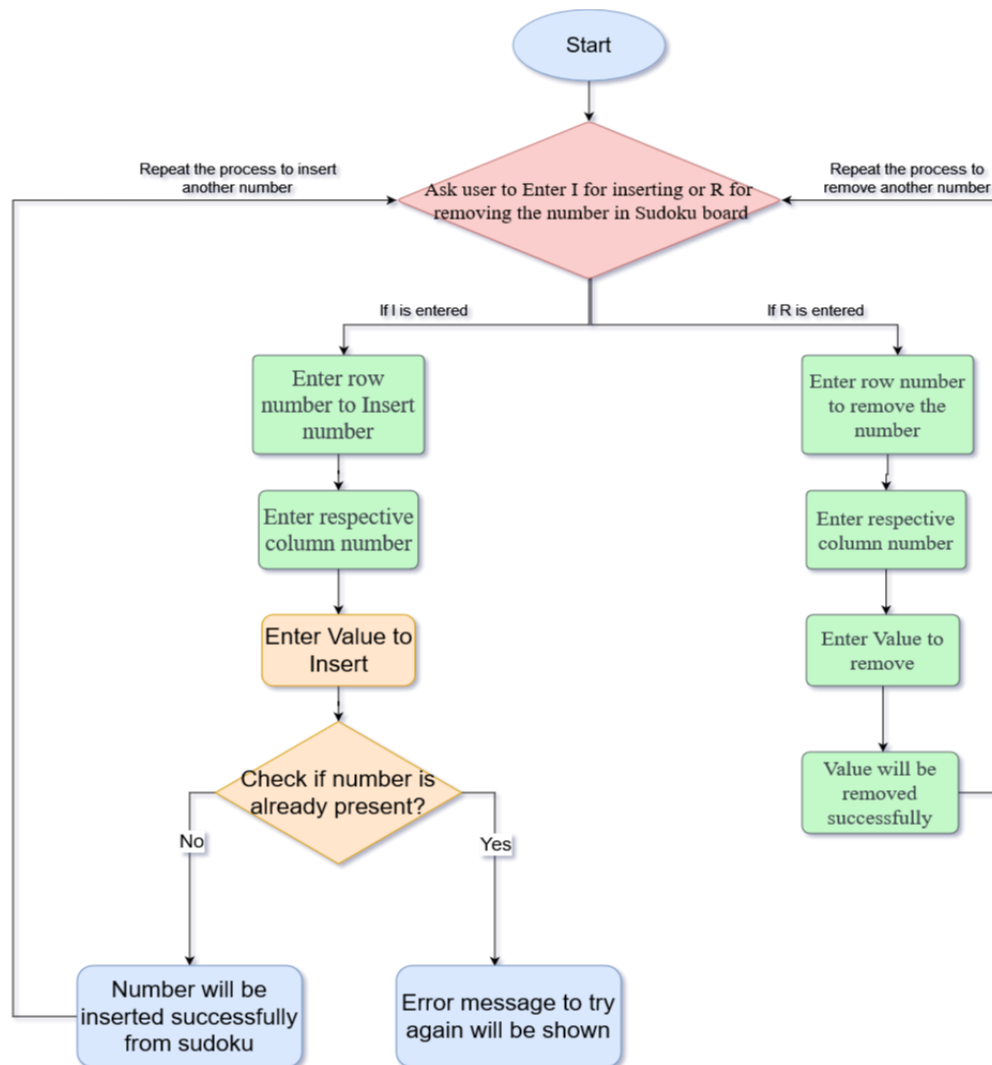 Start
Repeat the process to insert
another number
Repeat the process to
remove another number
Ask user to Enter I for inserting or R for
removing the number in Sudoku board
If I is entered
If R is entered
Enter row
number to Insert
number
Enter row number
to remove the
number
Enter respective
column number
Enter respective
column number
Enter Value to
Insert
Enter Value to
remove
Check if number is
already present?
Value will be
removed
successfully
No
Yes
Number will be
inserted successfully
from sudoku
Error message to try
again will be shown